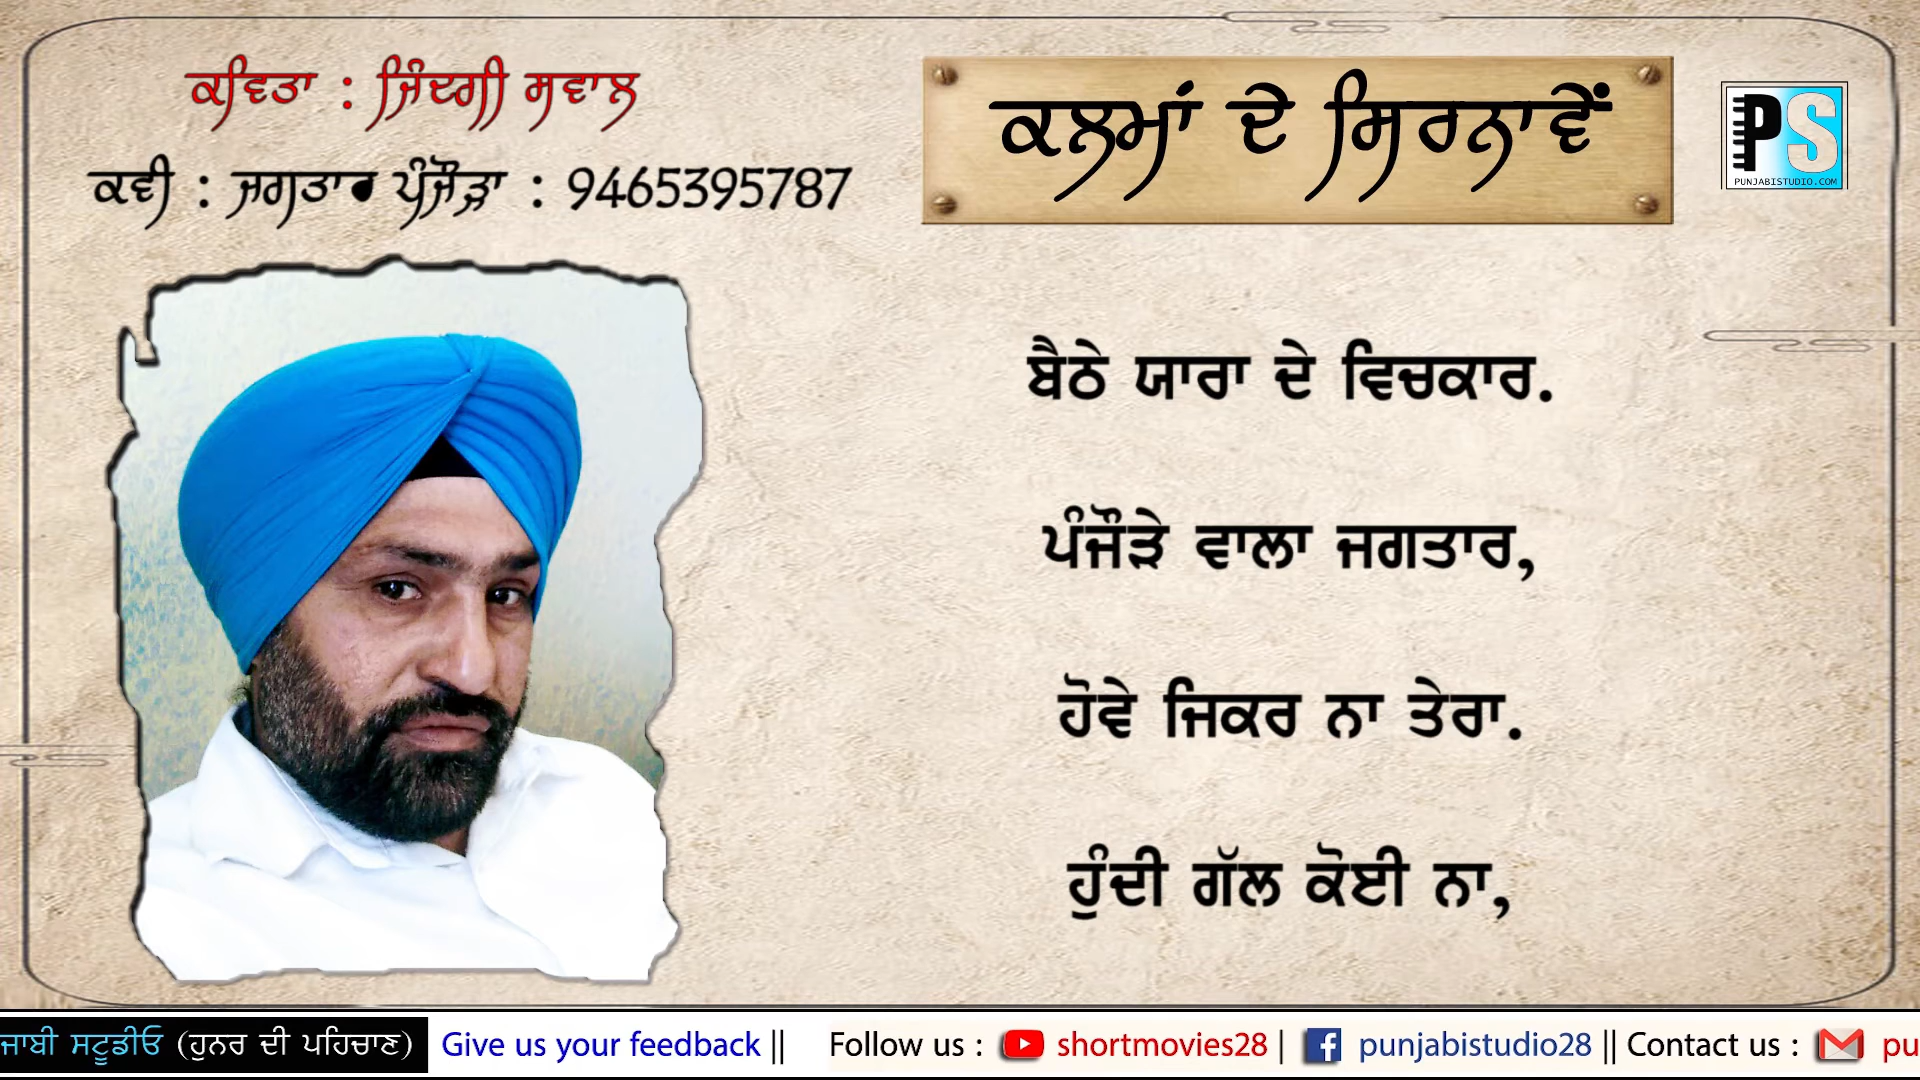 ਕਵਿਤਾ : ਜਿੰਦਗੀ ਸਵਾਲ
ਕਵੀ : ਜਗਤਾਰ ਪੰਜੌੜਾ : 9465395787
ਕਲਮਾਂ ਦੇ ਸਿਰਨਾਵੇਂ
PS
PUNJABISTUDIO.COM
ਬੈਠੇ ਯਾਰਾ ਦੇ ਵਿਚਕਾਰ.
ਪੰਜੌੜੇ ਵਾਲਾ ਜਗਤਾਰ,
ਹੋਵੇ ਜਿਕਰ ਨਾ ਤੇਰਾ.
ਹੁੰਦੀ ਗੱਲ ਕੋਈ ਨਾ,
ਜਾਬੀ ਸਟੂਡੀਓ (ਹੁਨਰ ਦੀ ਪਹਿਚਾਣ) Give us your feedback || Follow us : shortmovies28 | punjabistudio28 || Contact us : pu